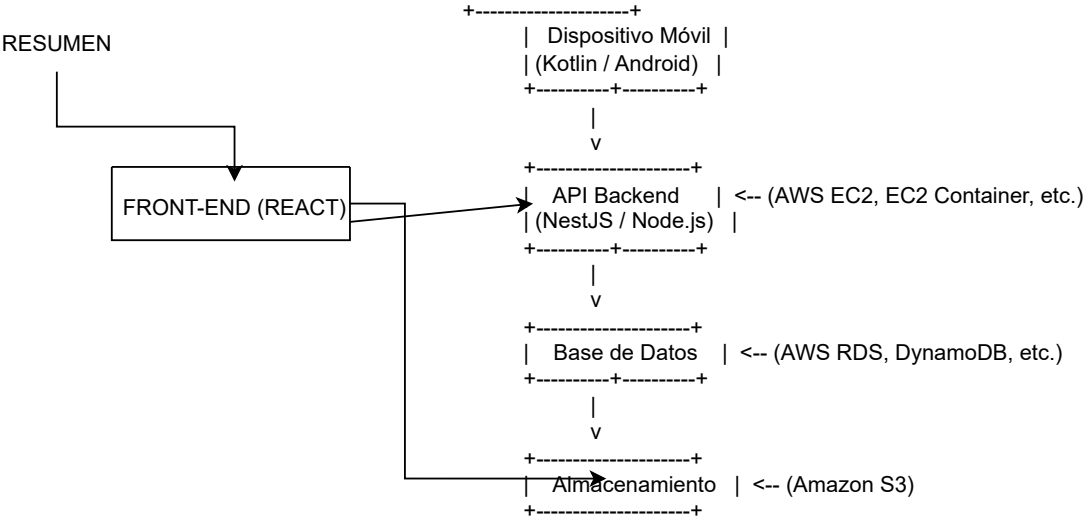 +---------------------+
| Dispositivo Móvil |
RESUMEN
| (Kotlin / Android) |
+----------+----------+
|
v
+---------------------+
| API Backend | <-- (AWS EC2, EC2 Container, etc.)
FRONT-END (REACT)
| (NestJS / Node.js) |
+----------+----------+
|
v
+---------------------+
| Base de Datos | <-- (AWS RDS, DynamoDB, etc.)
+----------+----------+
|
v
+---------------------+
| Almacenamiento | <-- (Amazon S3)
+---------------------+